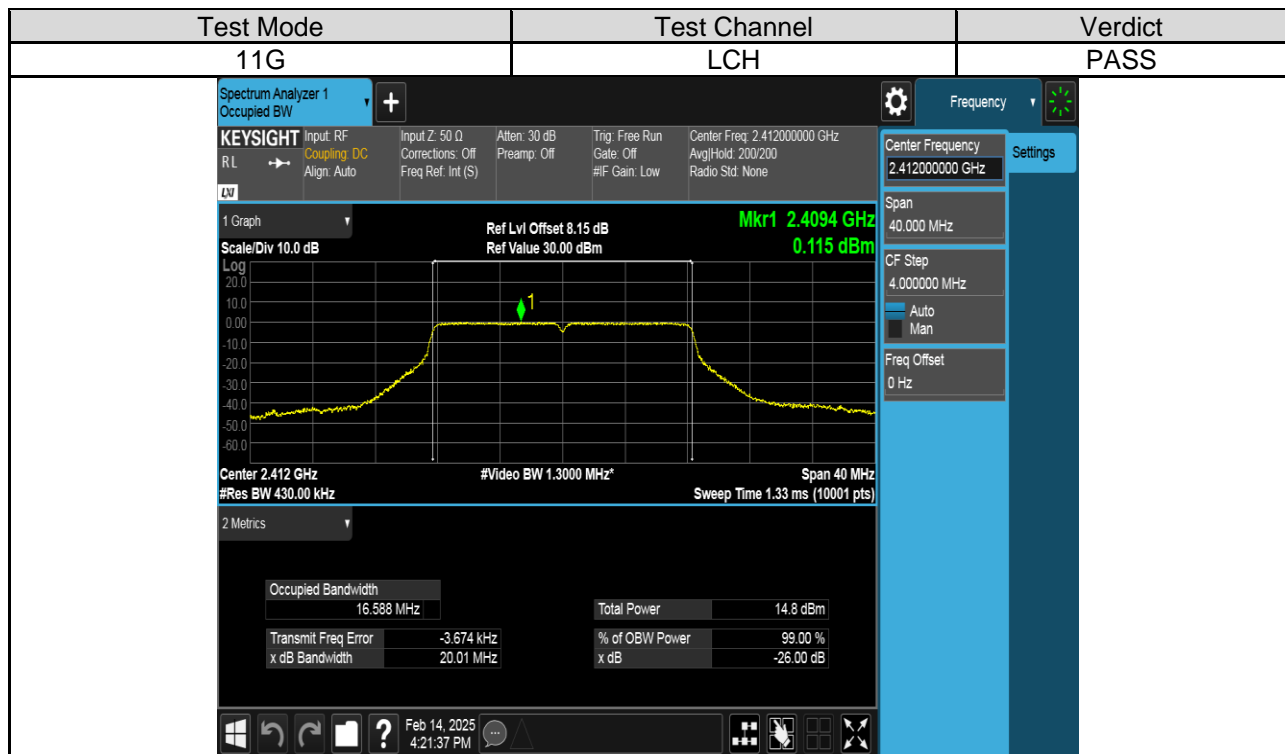 Test Mode Test Channel Verdict
11G LCH PASS
Spectrum Analyzer 1
Occupied BW
+
Frequency
KEYSIGHT Input: RF Input Z: 50 Ω Atten: 30 dB Trig: Free Run Center Freq: 2.412000000 GHz
RL Coupling: DC Corrections: Off Preamp: Off Gate: Off Avg|Hold: 200/200
Align: Auto Freq Ref: Int (S) #IF Gain: Low Radio Std: None
LXI
Center Frequency
2.412000000 GHz
Settings
Span
40.000 MHz
CF Step
4.000000 MHz
Auto
Man
Freq Offset
0 Hz
1 Graph Ref Lvl Offset 8.15 dB Mkr1 2.4094 GHz
Scale/Div 10.0 dB Ref Value 30.00 dBm 0.115 dBm
Log
20.0
10.0
1
0.00
-10.0
-20.0
-30.0
-40.0
-50.0
-60.0
Center 2.412 GHz #Video BW 1.3000 MHz* Span 40 MHz
#Res BW 430.00 kHz Sweep Time 1.33 ms (10001 pts)
2 Metrics
Occupied Bandwidth
16.588 MHz Total Power 14.8 dBm
Transmit Freq Error -3.674 kHz % of OBW Power 99.00 %
x dB Bandwidth 20.01 MHz x dB -26.00 dB
? Feb 14, 2025
4:21:37 PM